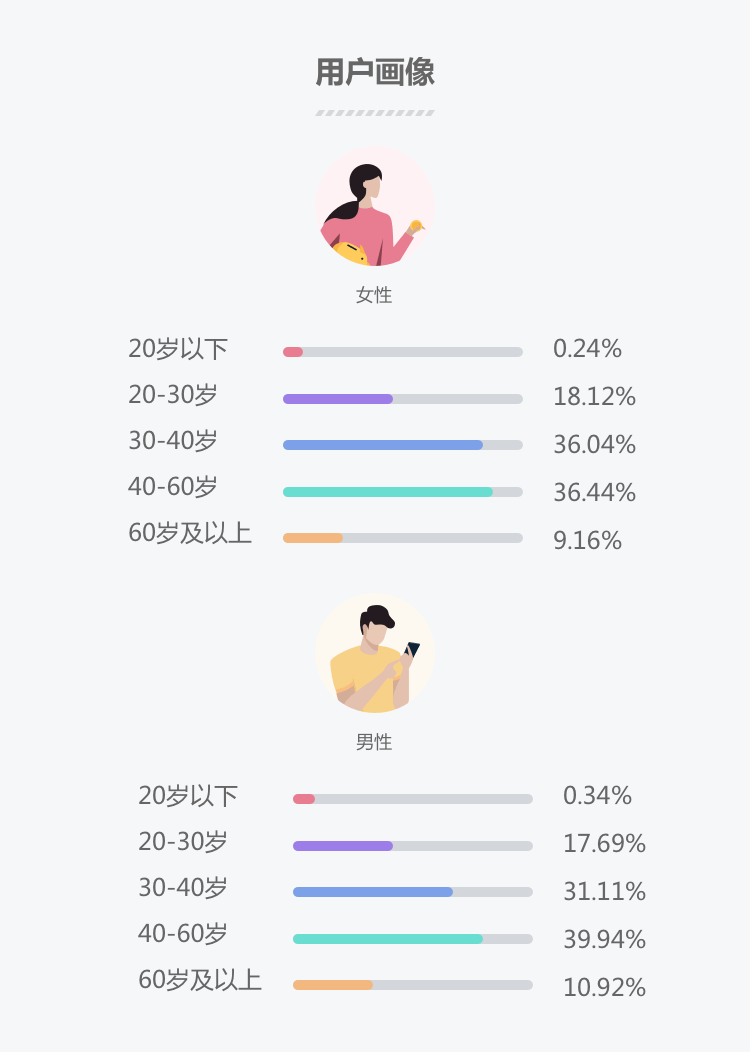 用户画像
女性
20岁以下 0.24%
20-30岁 18.12%
30-40岁 36.04%
40-60岁 36.44%
60岁及以上 9.16%
男性
20岁以下 0.34%
20-30岁 17.69%
30-40岁 31.11%
40-60岁 39.94%
60岁及以上 10.92%